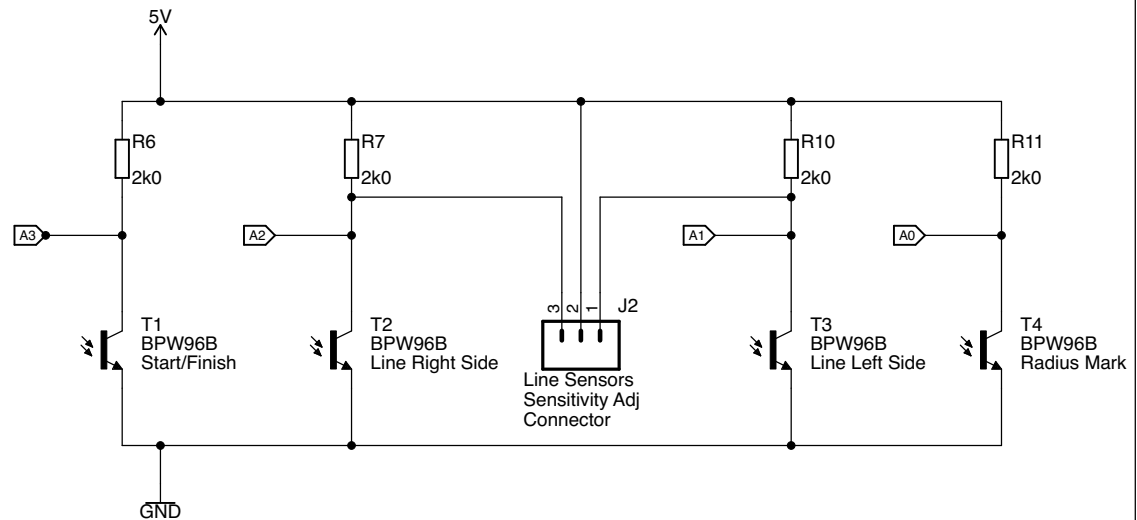 5V
R6
2k0
R7
2k0
R10
2k0
R11
2k0
A3
A2
A1
A0
3
2
1
J2
T1
BPW96B
Start/Finish
T2
BPW96B
Line Right Side
Line Sensors
Sensitivity Adj
Connector
T3
BPW96B
Line Left Side
T4
BPW96B
Radius Mark
GND